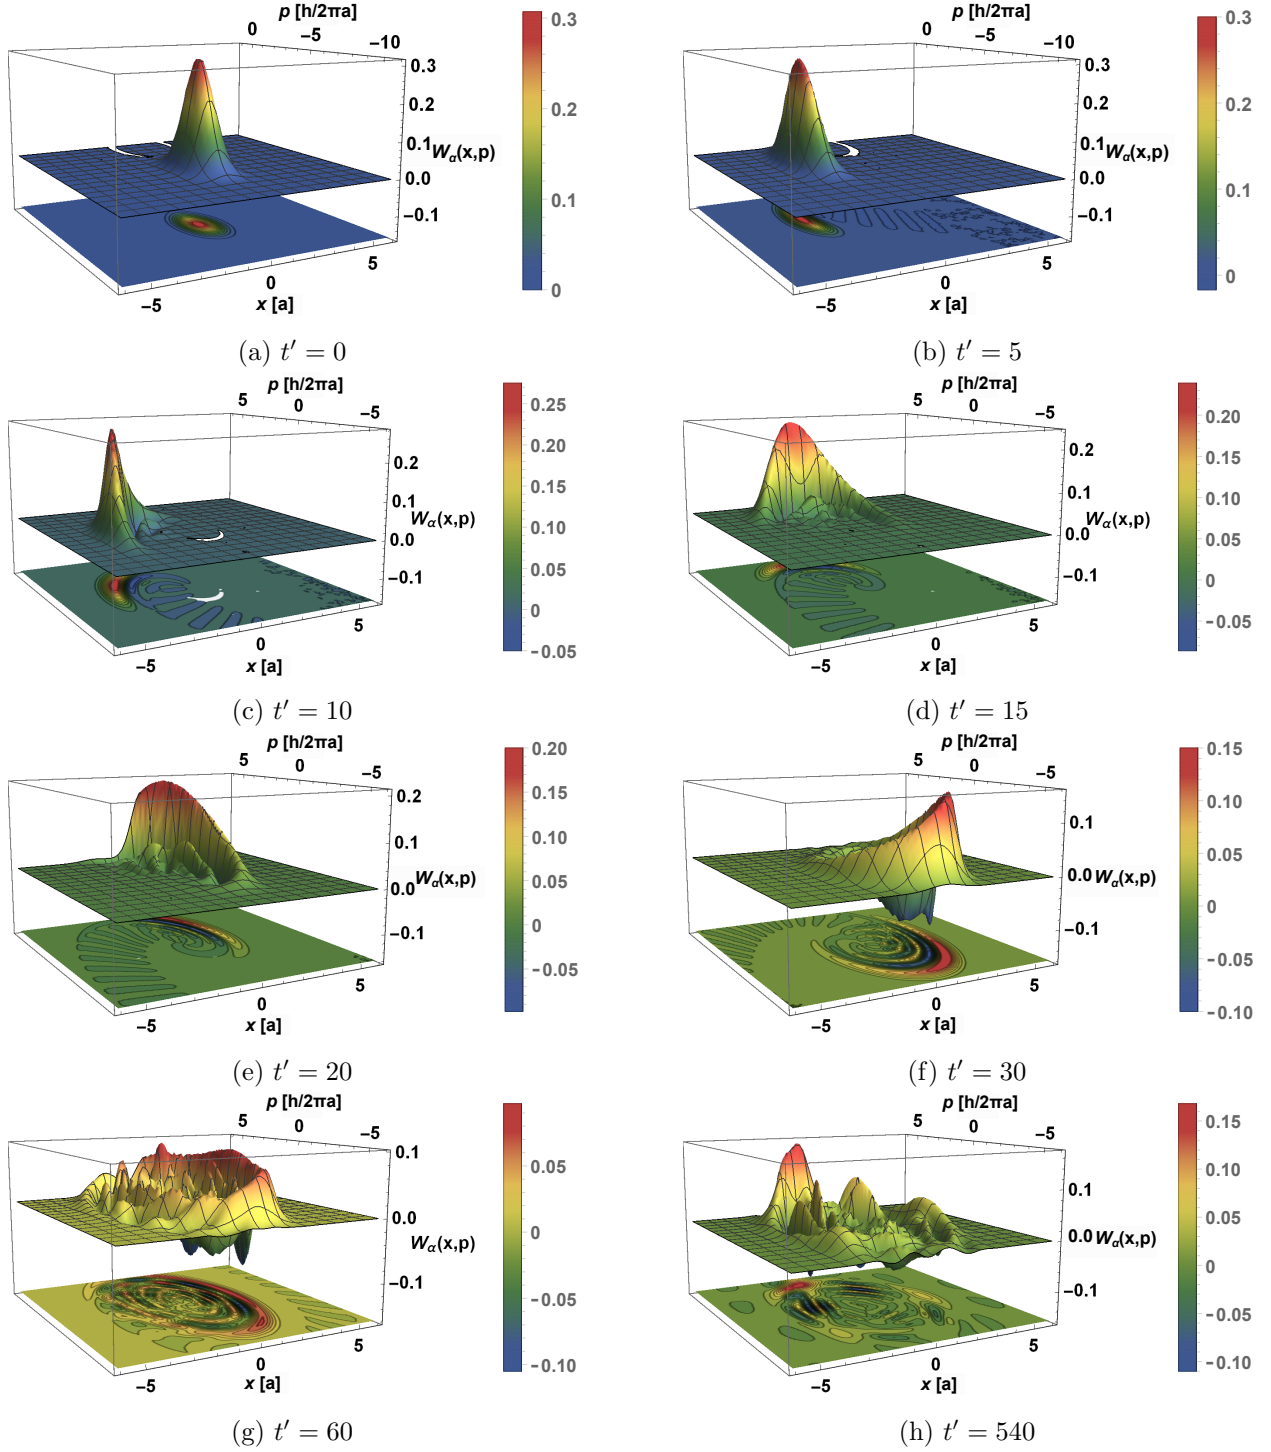 p [h/2πa]
0 −5 −10
0.3
0.2
0.1
Wα(x,p)
0.0
−0.1
5
0
−5
x [a]
0.3
0.2
0.1
0
(a) t′ = 0
p [h/2πa]
0 −5 −10
0.3
0.2
0.1
Wα(x,p)
0.0
−0.1
5
0
−5
x [a]
0.3
0.2
0.1
0
(b) t′ = 5
p [h/2πa]
5 0 −5
0.2
0.1
Wα(x,p)
0.0
−0.1
5
0
−5
x [a]
0.25
0.20
0.15
0.10
0.05
0
−0.05
(c) t′ = 10
p [h/2πa]
5 0 −5
0.2
0.1
Wα(x,p)
0.0
−0.1
5
0
−5
x [a]
0.20
0.15
0.10
0.05
0
−0.05
(d) t′ = 15
p [h/2πa]
5 0 −5
0.2
0.1
0.0 Wα(x,p)
−0.1
5
0
−5
x [a]
0.20
0.15
0.10
0.05
0
−0.05
(e) t′ = 20
p [h/2πa]
5 0 −5
0.1
0.0 Wα(x,p)
−0.1
5
0
−5
x [a]
0.15
0.10
0.05
0
−0.05
−0.10
(f) t′ = 30
p [h/2πa]
5 0 −5
0.1
0.0
Wα(x,p)
−0.1
5
0
−5
x [a]
0.05
0
−0.05
−0.10
(g) t′ = 60
p [h/2πa]
5 0 −5
0.1
0.0 Wα(x,p)
−0.1
5
0
−5
x [a]
0.15
0.10
0.05
0
−0.05
−0.10
(h) t′ = 540